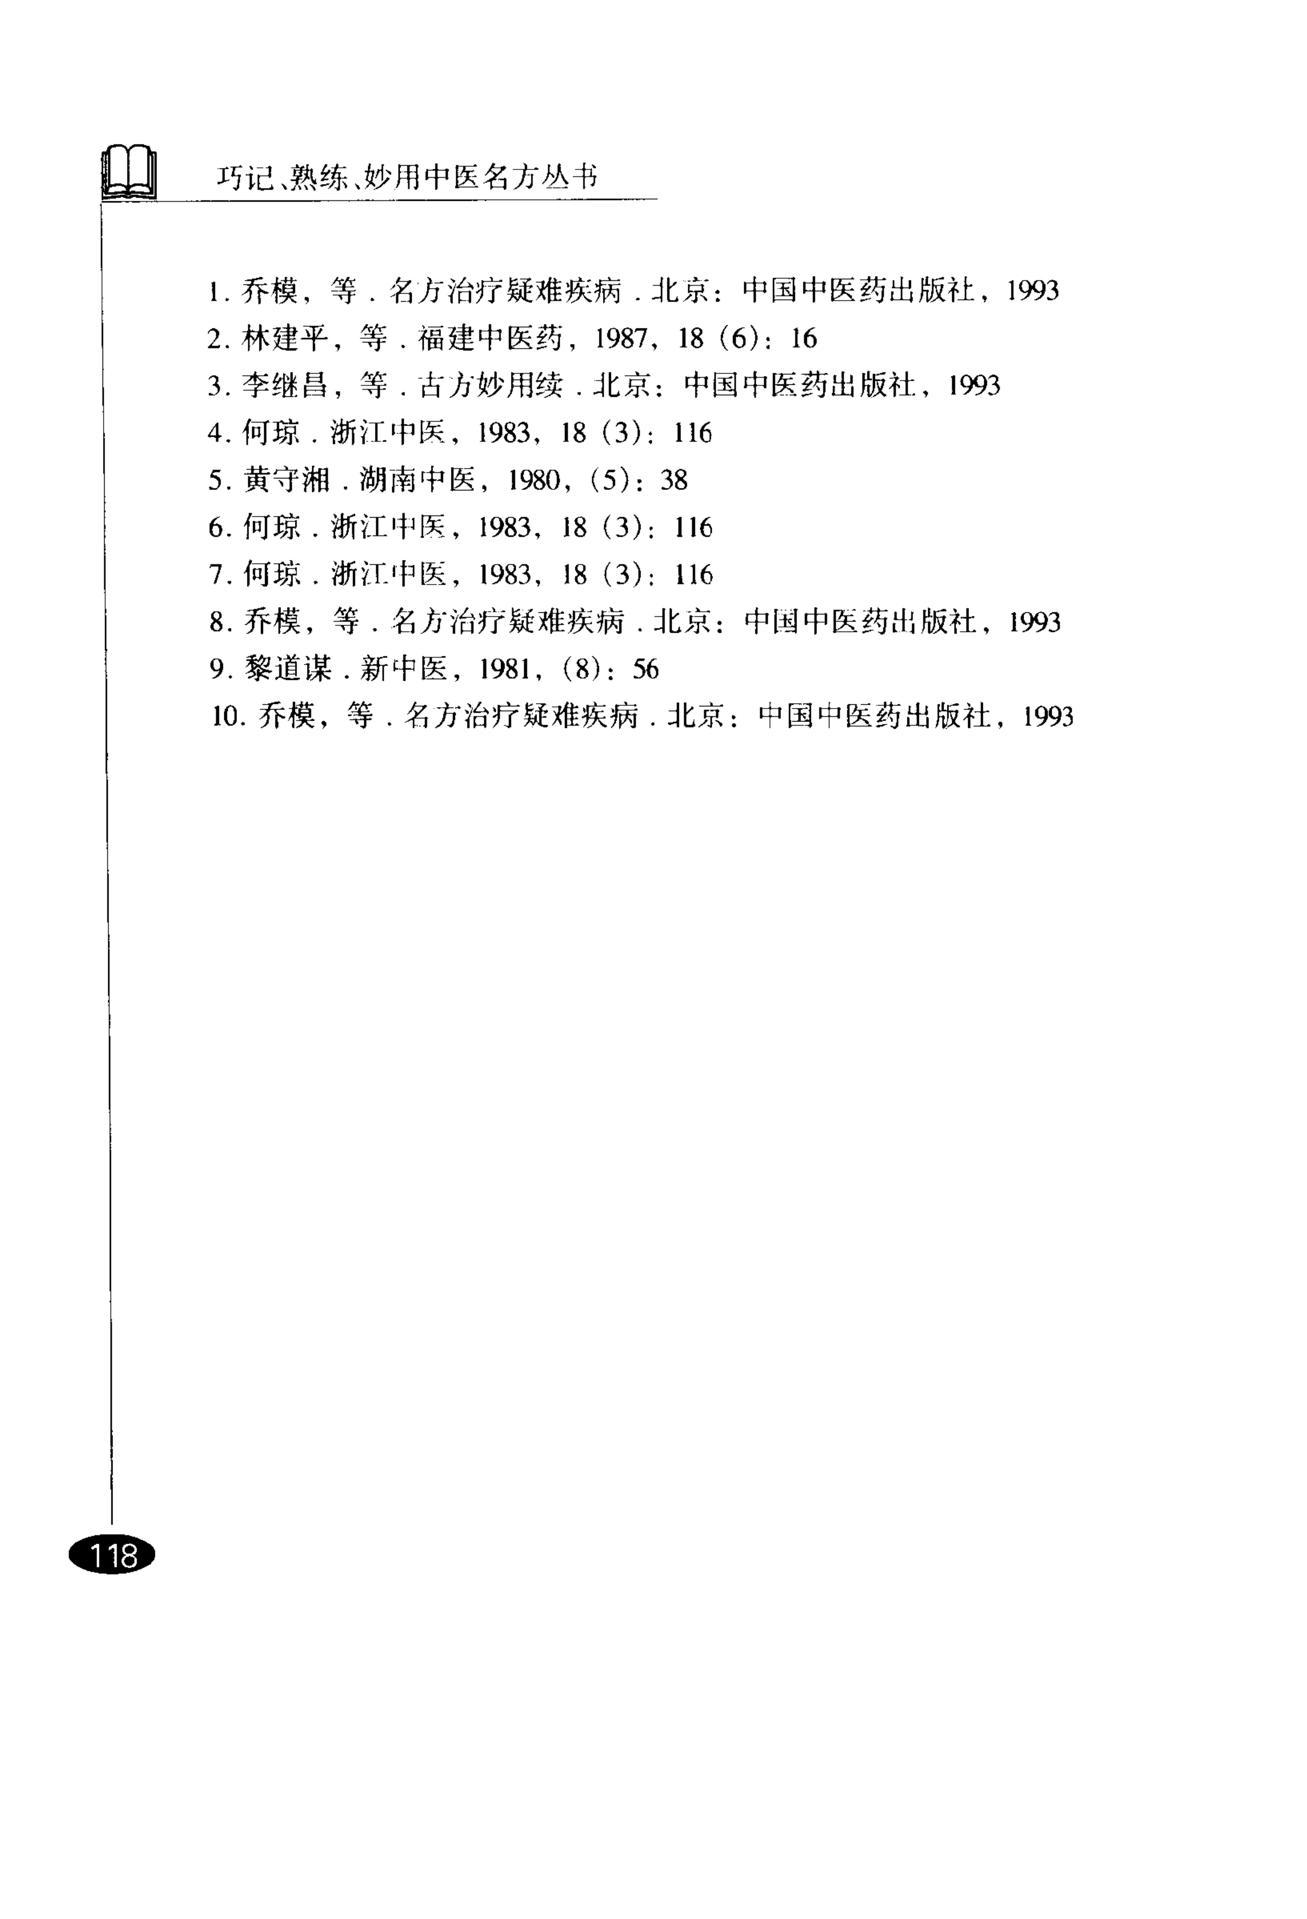 巧记、熟练、妙用中医名方丛书
1. 乔模，等．名方治疗疑难疾病．北京：中国中医药出版社，1993
2. 林建平，等．福建中医药，1987，18（6）：16
3. 李继昌，等．古方妙用续．北京：中国中医药出版社，1993
4. 何琼．浙江中医，1983，18（3）：116
5. 黄守湘．湖南中医，1980，（5）：38
6. 何琼．浙江中医，1983，18（3）：116
7. 何琼．浙江中医，1983，18（3）：116
8. 乔模，等．名方治疗疑难疾病．北京：中国中医药出版社，1993
9. 黎道谋．新中医，1981，（8）：56
10. 乔模，等．名方治疗疑难疾病．北京：中国中医药出版社，1993
118